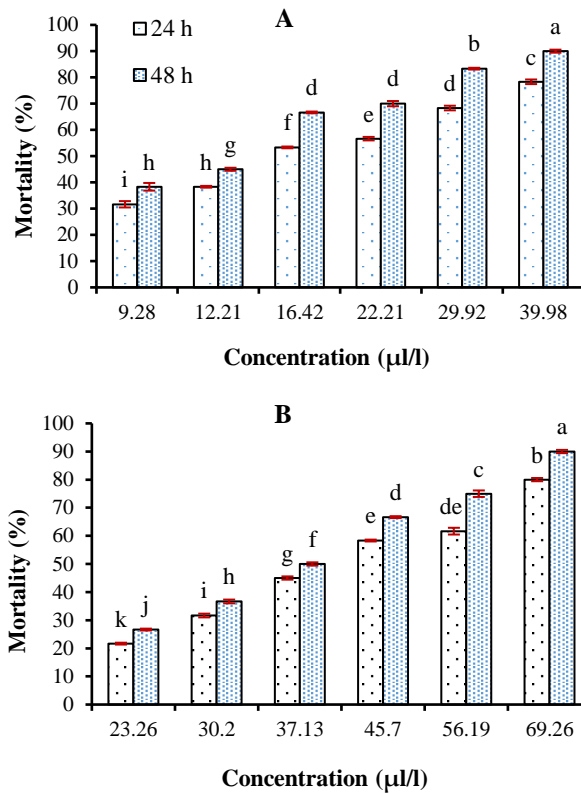 A
24 h
48 h
Mortality (%)
100
90
80
70
60
50
40
30
20
10
0
i h h g f d e d d b c a
9.28 12.21 16.42 22.21 29.92 39.98
Concentration (µl/l)
B
Mortality (%)
100
90
80
70
60
50
40
30
20
10
0
k j i h g f e d de c b a
23.26 30.2 37.13 45.7 56.19 69.26
Concentration (µl/l)